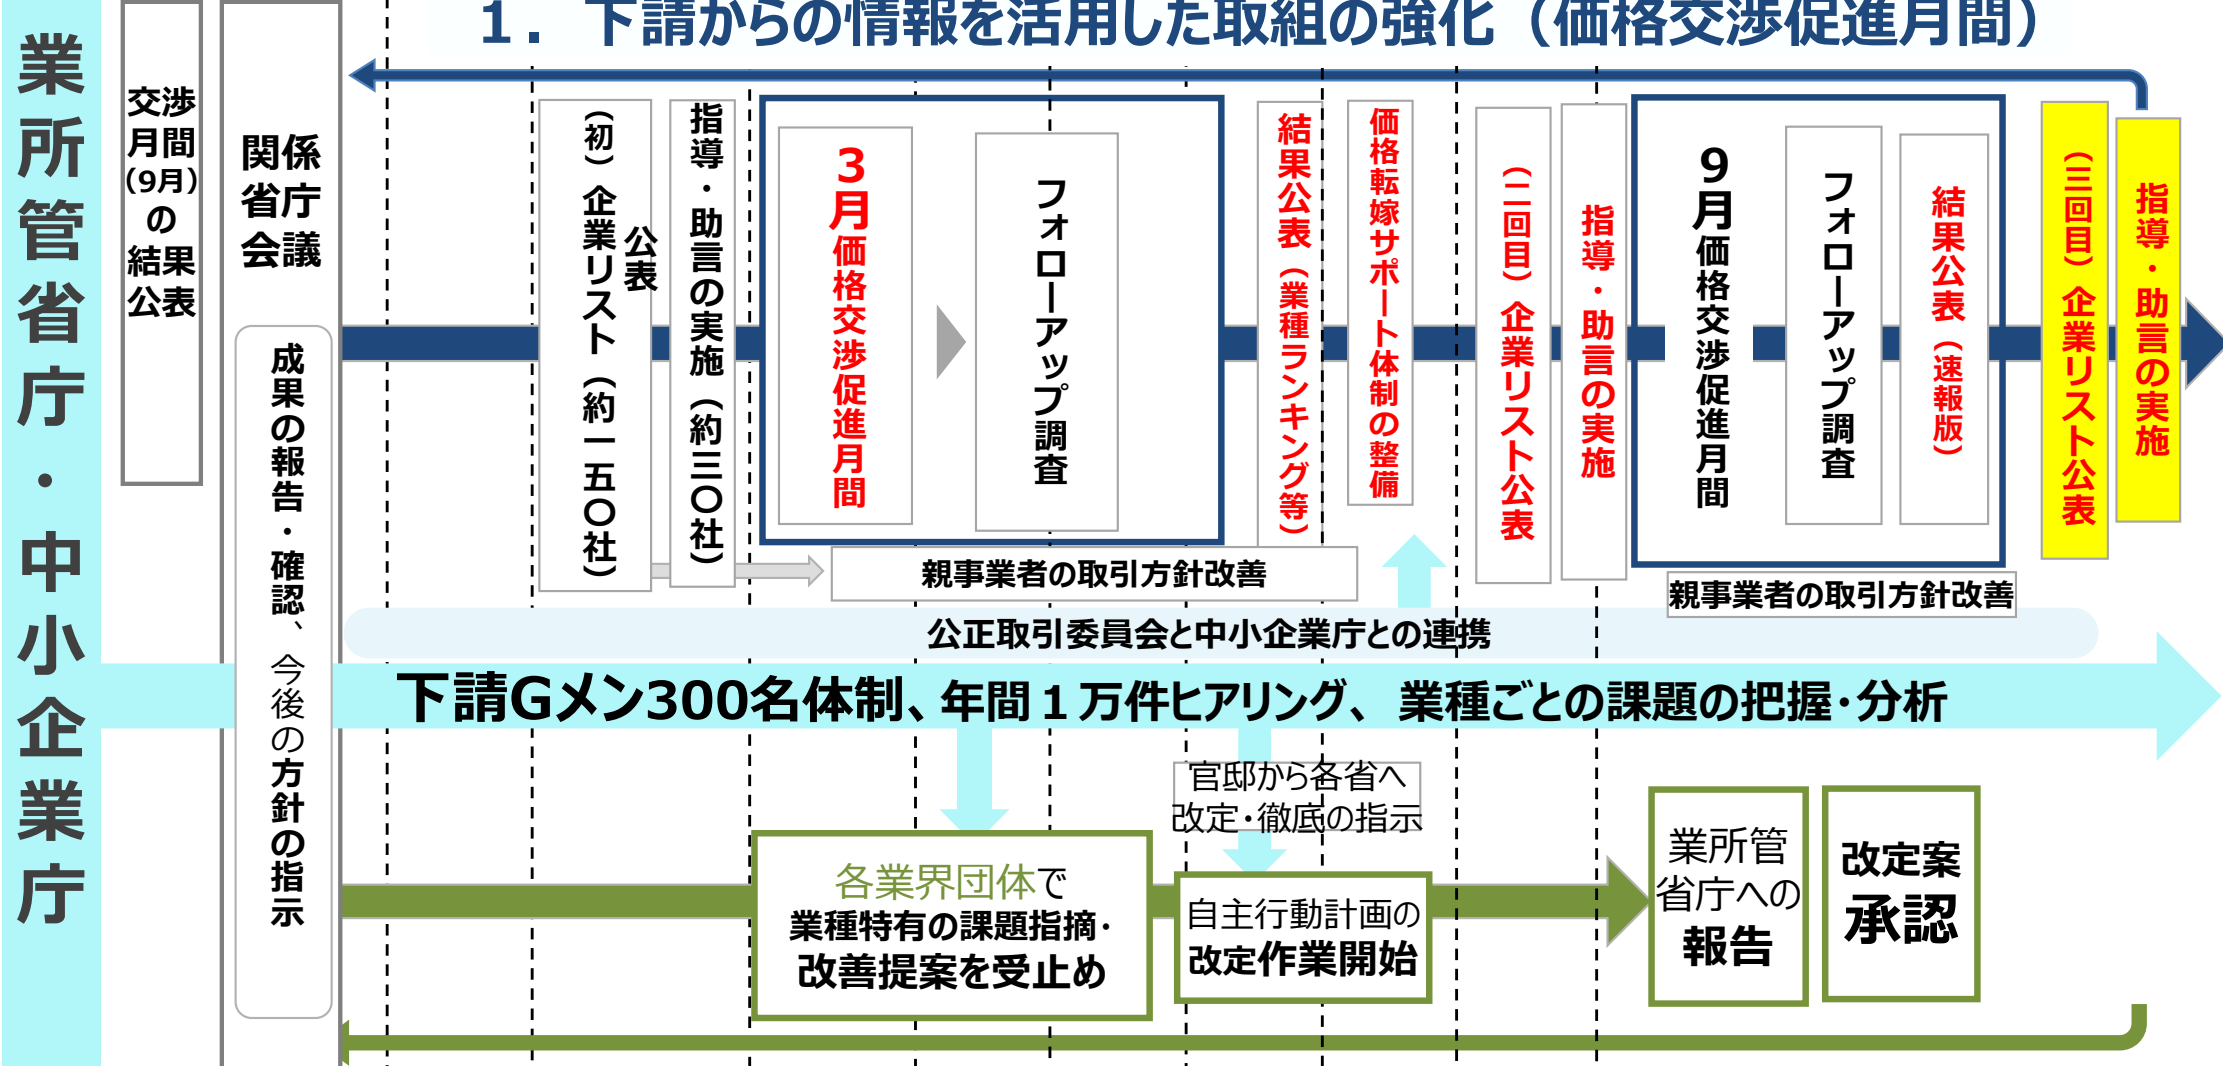 1．下請からの情報を活用した取組の強化（価格交渉促進月間）
業所管省庁・中小企業庁
交渉
月間
（9月）
の
結果
公表
関係
省庁
会議
成果の報告・確認、今後の方針の指示
（初）企業リスト（約一五〇社）
公表
指導・助言の実施（約三〇社）
３月価格交渉促進月間
フォローアップ調査
結果公表（業種ランキング等）
価格転嫁サポート体制の整備
（二回目）企業リスト公表
指導・助言の実施
9月価格交渉促進月間
フォローアップ調査
結果公表（速報版）
（三回目）企業リスト公表
指導・助言の実施
親事業者の取引方針改善
親事業者の取引方針改善
公正取引委員会と中小企業庁との連携
下請Gメン300名体制、年間１万件ヒアリング、業種ごとの課題の把握・分析
官邸から各省へ
改定・徹底の指示
各業界団体で
業種特有の課題指摘・
改善提案を受止め
自主行動計画の
改定作業開始
業所管
省庁への
報告
改定案
承認